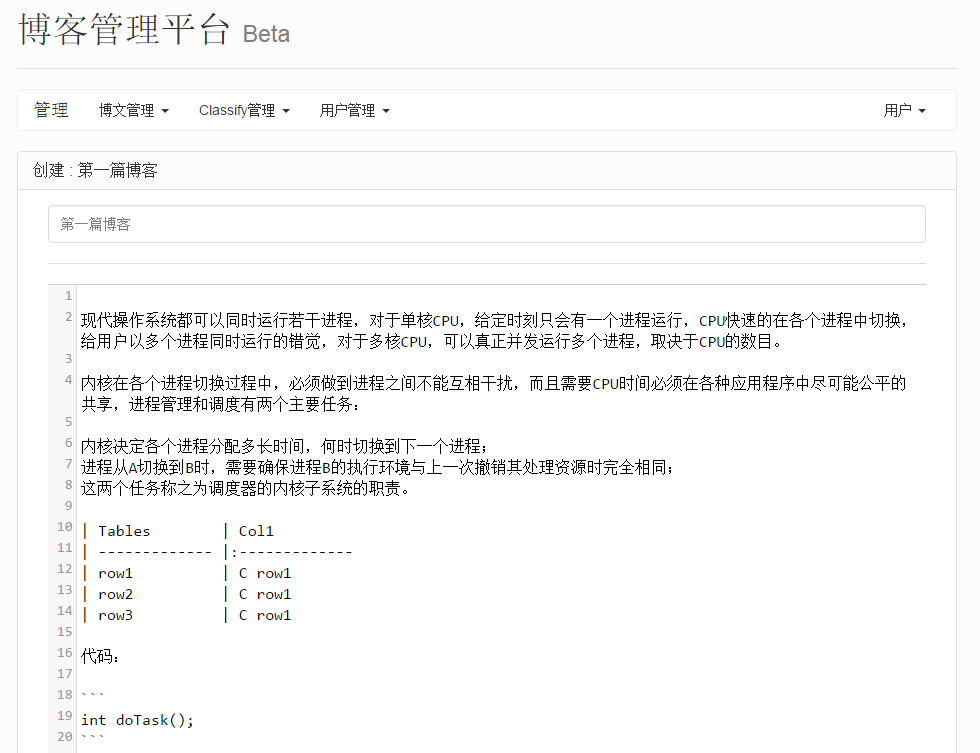 博客管理平台 Beta
管理 博文管理 Classify管理 用户管理 用户
创建 : 第一篇博客
第一篇博客
1
2 现代操作系统都可以同时运行若干进程，对于单核CPU，给定时刻只会有一个进程运行，CPU快速的在各个进程中切换，
给用户以多个进程同时运行的错觉，对于多核CPU，可以真正并发运行多个进程，取决于CPU的数目。
3
4 内核在各个进程切换过程中，必须做到进程之间不能互相干扰，而且需要CPU时间必须在各种应用程序中尽可能公平的
共享，进程管理和调度有两个主要任务：
5
6 内核决定各个进程分配多长时间，何时切换到下一个进程；
7 进程从A切换到B时，需要确保进程B的执行环境与上一次撤销其处理资源时完全相同；
8 这两个任务称之为调度器的内核子系统的职责。
9
10 | Tables        | Col1
11 | ------------- |:-------------
12 | row1          | C row1
13 | row2          | C row1
14 | row3          | C row1
15
16 代码：
17
18 ```
19 int doTask();
20 ```